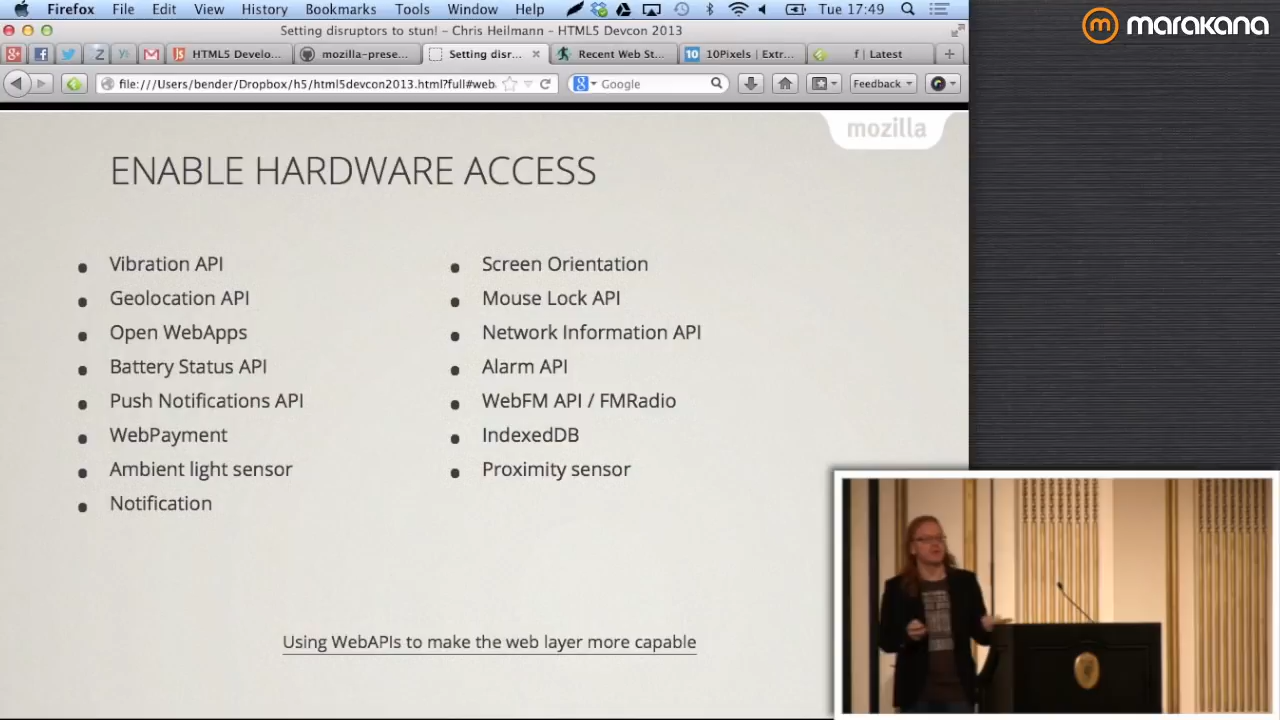 Firefox File Edit View History Bookmarks Tools Window Help Tue 17:49
marakana
Setting disruptors to stun! – Chris Heilmann – HTML5 Devcon 2013
HTML5 Develo... mozilla-prese... Setting disr... Recent Web St... 10Pixels | Extr... f | Latest
file:///Users/bender/Dropbox/h5/html5devcon2013.html?full#web Google Feedback
mozilla
ENABLE HARDWARE ACCESS
Vibration API
Geolocation API
Open WebApps
Battery Status API
Push Notifications API
WebPayment
Ambient light sensor
Notification
Screen Orientation
Mouse Lock API
Network Information API
Alarm API
WebFM API / FMRadio
IndexedDB
Proximity sensor
Using WebAPIs to make the web layer more capable